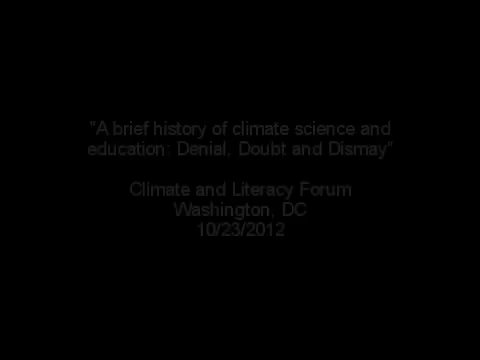 "A brief history of climate science and
education: Denial, Doubt and Dismay"
Climate and Literacy Forum
Washington, DC
10/23/2012